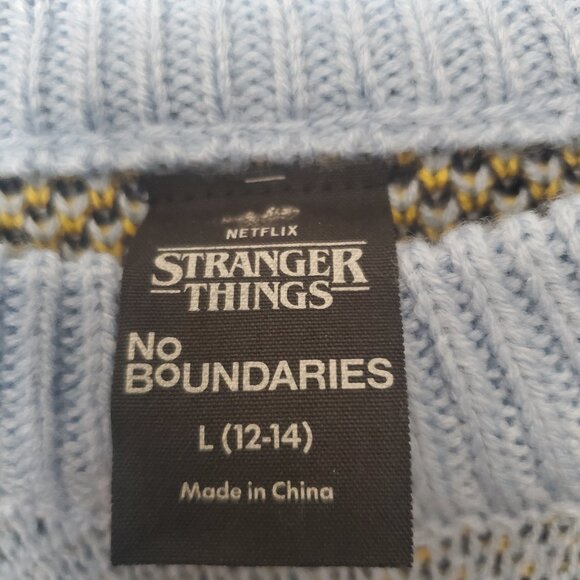 NETFLIX
STRANGER
THINGS
No
BoUNDARIES
L (12-14)
Made in China